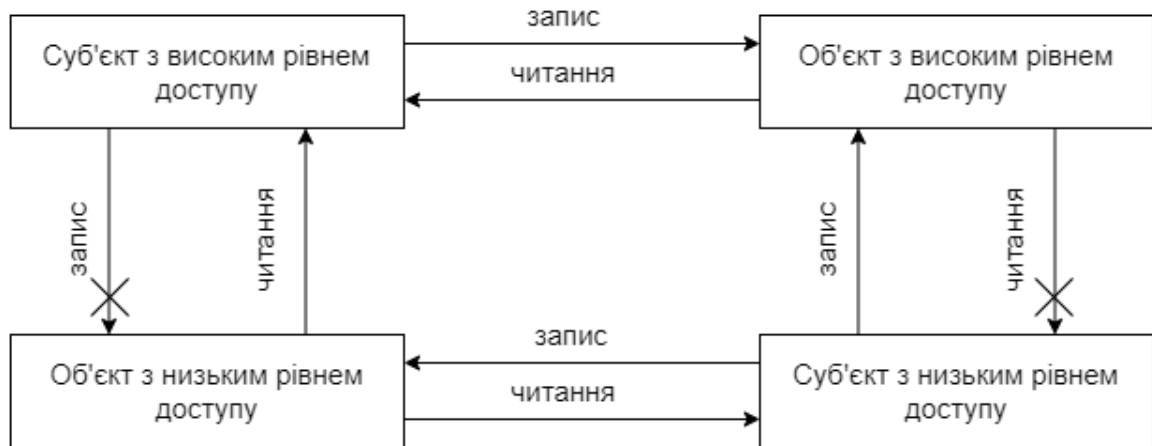 запис
Суб'єкт з високим рівнем
доступу
читання
Об'єкт з високим рівнем
доступу
запис
читання
запис
читання
Об'єкт з низьким рівнем
доступу
запис
читання
Суб'єкт з низьким рівнем
доступу